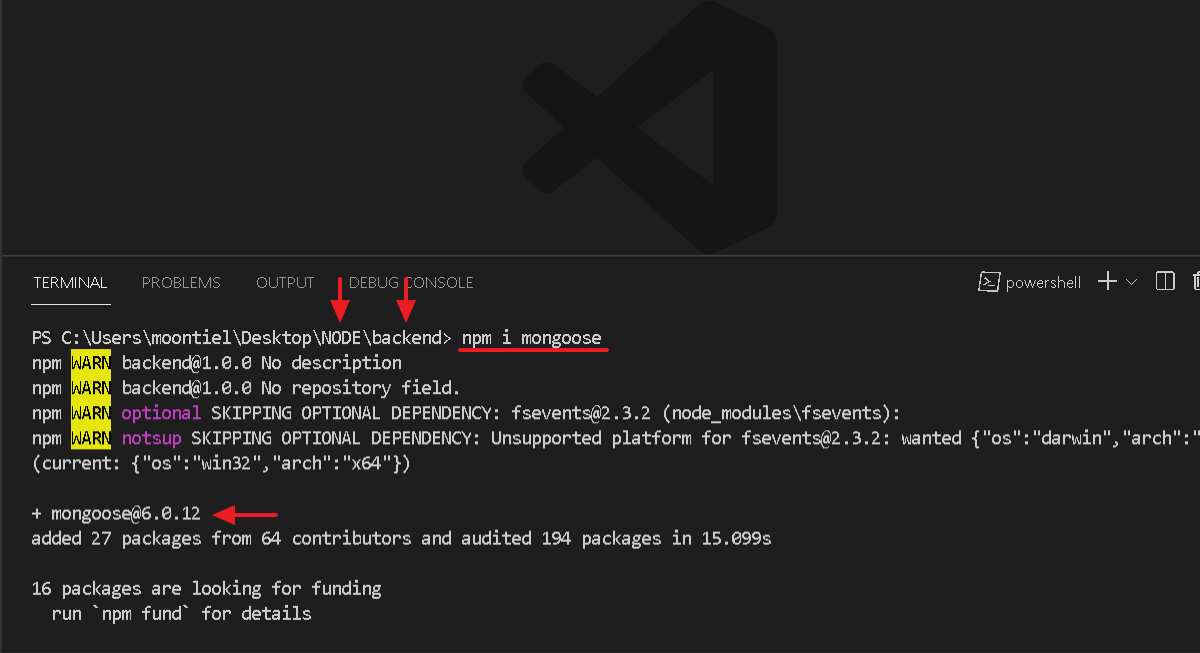 TERMINAL PROBLEMS OUTPUT DEBUG CONSOLE powershell
PS C:\Users\moontiel\Desktop\NODE\backend> npm i mongoose
npm WARN backend@1.0.0 No description
npm WARN backend@1.0.0 No repository field.
npm WARN optional SKIPPING OPTIONAL DEPENDENCY: fsevents@2.3.2 (node_modules\fsevents):
npm WARN notsup SKIPPING OPTIONAL DEPENDENCY: Unsupported platform for fsevents@2.3.2: wanted {"os":"darwin","arch":"
(current: {"os":"win32","arch":"x64"})
+ mongoose@6.0.12
added 27 packages from 64 contributors and audited 194 packages in 15.099s
16 packages are looking for funding
run `npm fund` for details